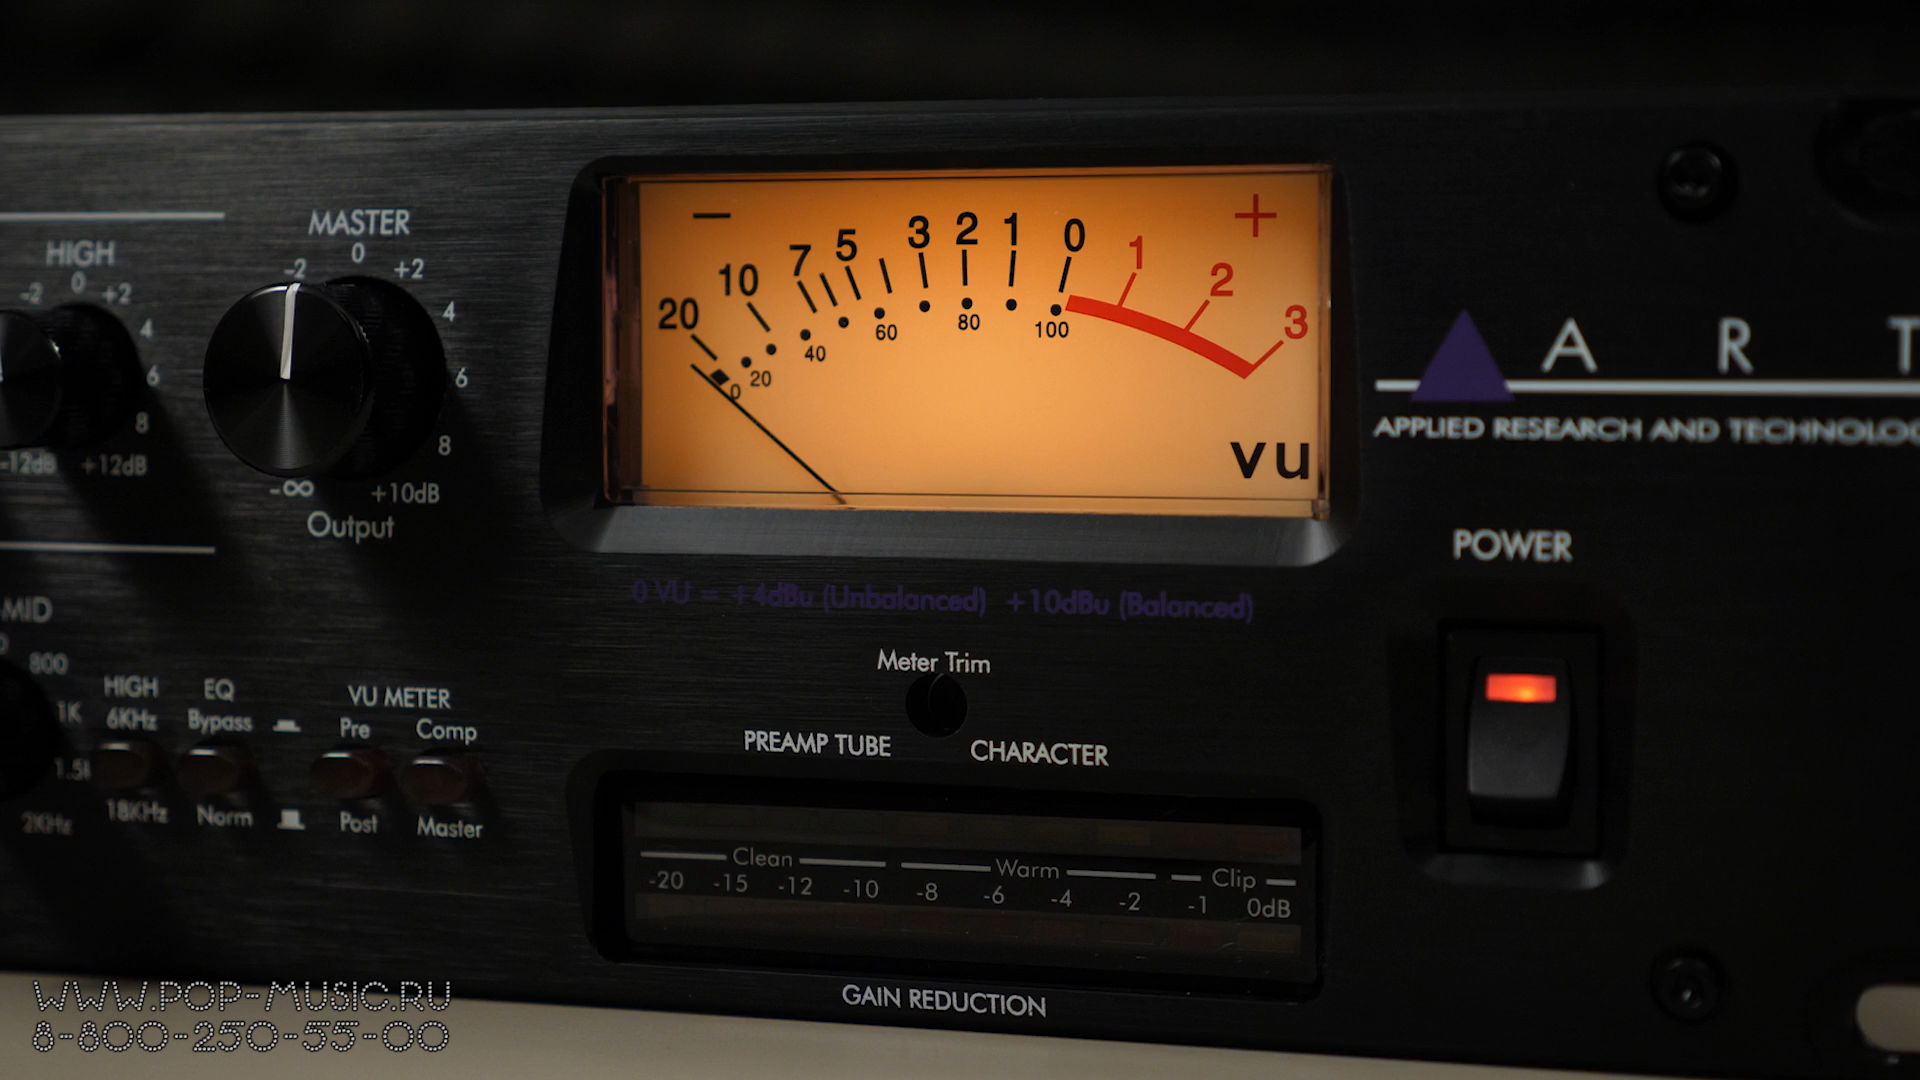 HIGH
-2 0 +2
4
6
8
-12dB +12dB
MASTER
-2 0 +2
4
6
8
-∞ +10dB
Output
− +
20 10 7 5 3 2 1 0 1 2 3
0 20 40 60 80 100
VU
A R T
APPLIED RESEARCH AND TECHNOLOG
0 VU = +4dBu (Unbalanced) +10dBu (Balanced)
POWER
Meter Trim
MID
800
1K
2KHz
HIGH EQ VU METER
6KHz Bypass Pre Comp
18KHz Norm Post Master
PREAMP TUBE CHARACTER
Clean Warm Clip
-20 -15 -12 -10 -8 -6 -4 -2 -1 0dB
GAIN REDUCTION
WWW.POP-MUSIC.RU
8-800-250-55-00